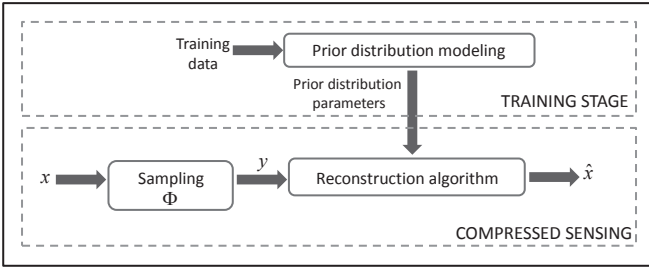 Training
data
Prior distribution modeling
Prior distribution
parameters
TRAINING STAGE
x
Sampling
Φ
y
Reconstruction algorithm
x̂
COMPRESSED SENSING